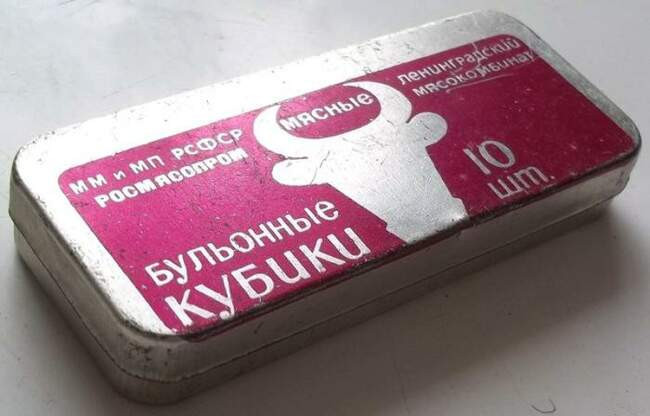 ММ и МП РСФСР
РОСМЯСОПРОМ
МЯСНЫЕ
ЛЕНИНГРАДСКИЙ
МЯСОКОМБИНАТ
10
шт.
БУЛЬОННЫЕ
КУБИКИ